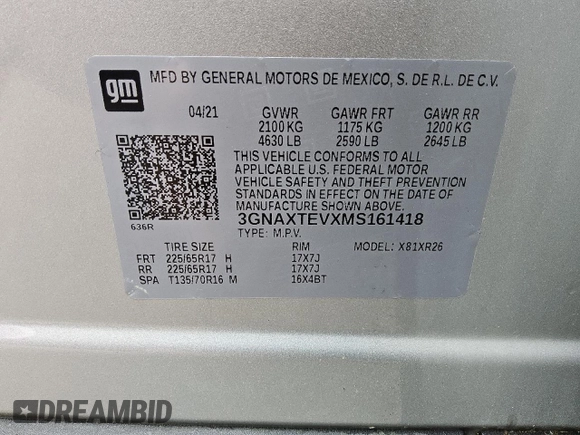 gm
MFD BY GENERAL MOTORS DE MEXICO, S. DE R.L. DE C.V.
04/21 GVWR GAWR FRT GAWR RR
2100 KG 1175 KG 1200 KG
4630 LB 2590 LB 2645 LB
THIS VEHICLE CONFORMS TO ALL
APPLICABLE U.S. FEDERAL MOTOR
VEHICLE SAFETY AND THEFT PREVENTION
STANDARDS IN EFFECT ON THE DATE OF
MANUFACTURE SHOWN ABOVE.
3GNAXTEVXMS161418
636R TYPE: M.P.V.
TIRE SIZE RIM MODEL: X81XR26
FRT 225/65R17 H 17X7J
RR 225/65R17 H 17X7J
SPA T135/70R16 M 16X4BT
DREAMBID